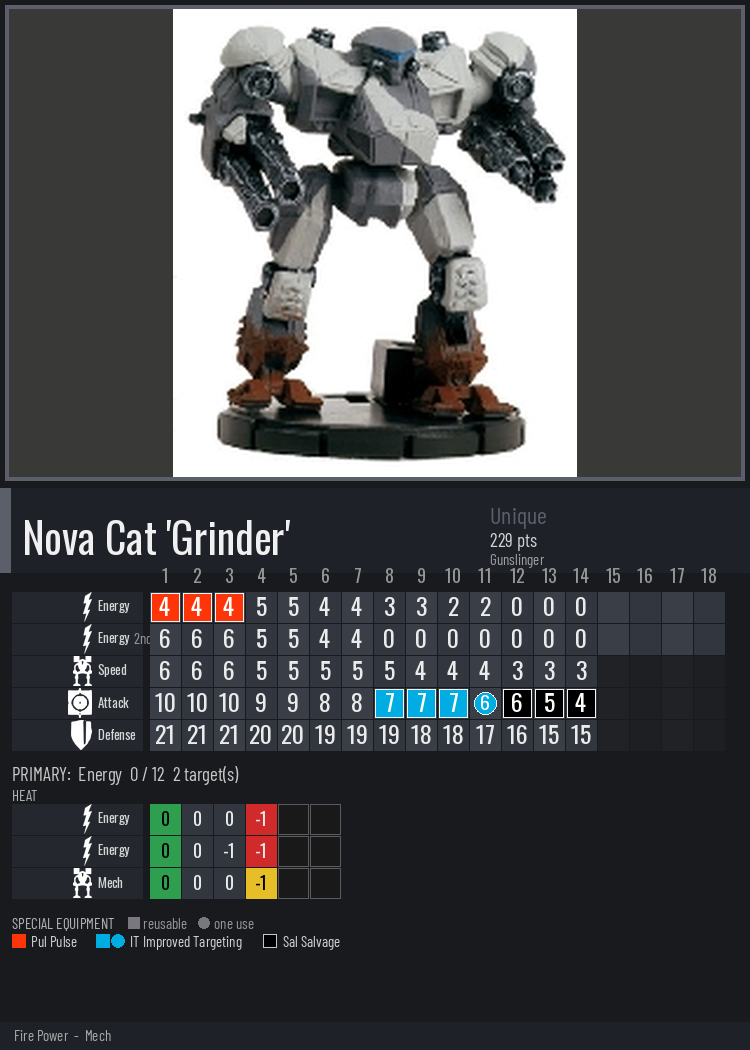 Nova Cat 'Grinder'
Unique
229 pts
Gunslinger
1 2 3 4 5 6 7 8 9 10 11 12 13 14 15 16 17 18
Energy 4 4 4 5 5 4 4 3 3 2 2 0 0 0
Energy 2nd 6 6 6 5 5 4 4 0 0 0 0 0 0 0
Speed 6 6 6 5 5 5 5 5 4 4 4 3 3 3
Attack 10 10 10 9 9 8 8 7 7 7 6 6 5 4
Defense 21 21 21 20 20 19 19 19 18 18 17 16 15 15
PRIMARY: Energy 0 / 12 2 target(s)
HEAT
Energy 0 0 0 -1
Energy 0 0 -1 -1
Mech 0 0 0 -1
SPECIAL EQUIPMENT reusable one use
Pul Pulse IT Improved Targeting Sal Salvage
Fire Power - Mech